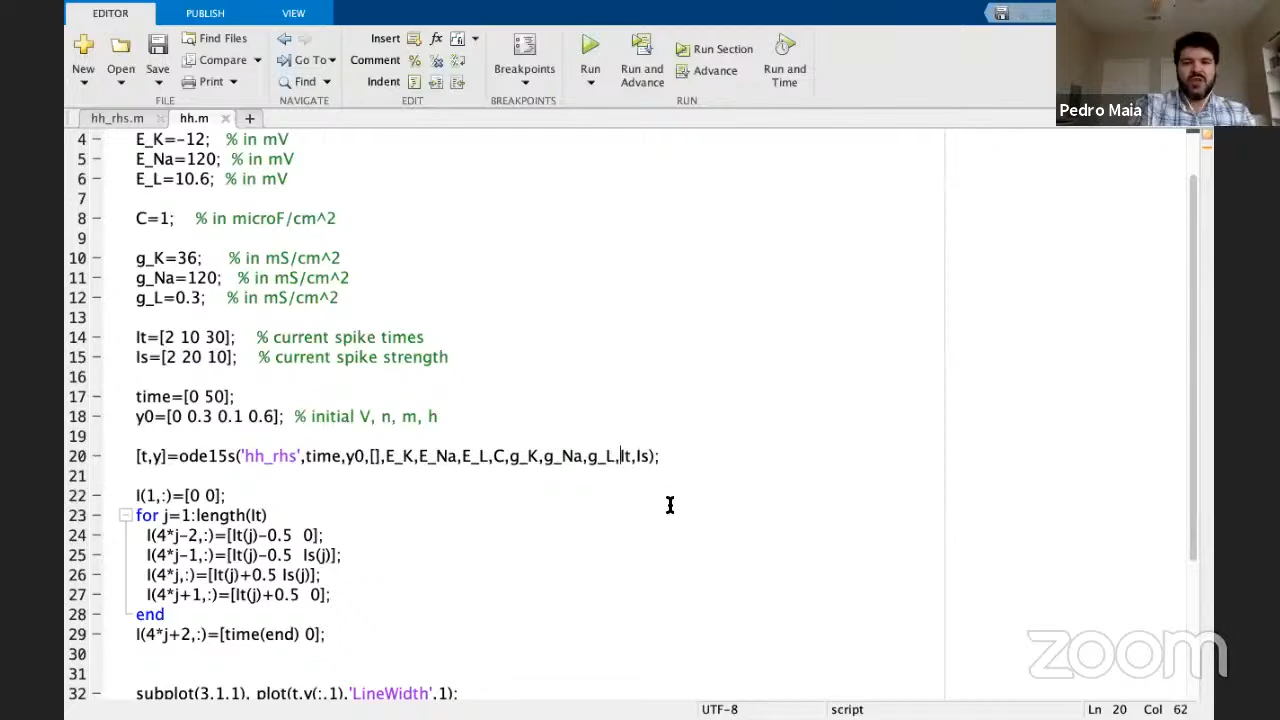 EDITOR PUBLISH VIEW
New Open Save
Find Files
Compare
Print
FILE
Go To
Find
NAVIGATE
Insert fx
Comment % 
Indent
EDIT
Breakpoints
BREAKPOINTS
Run
Run and Advance
Run Section
Advance
Run and Time
RUN
Pedro Maia
hh_rhs.m hh.m
4 E_K=-12; % in mV
5 E_Na=120; % in mV
6 E_L=10.6; % in mV
7
8 C=1; % in microF/cm^2
9
10 g_K=36; % in mS/cm^2
11 g_Na=120; % in mS/cm^2
12 g_L=0.3; % in mS/cm^2
13
14 It=[2 10 30]; % current spike times
15 Is=[2 20 10]; % current spike strength
16
17 time=[0 50];
18 y0=[0 0.3 0.1 0.6]; % initial V, n, m, h
19
20 [t,y]=ode15s('hh_rhs',time,y0,[],E_K,E_Na,E_L,C,g_K,g_Na,g_L,It,Is);
21
22 I(1,:)=[0 0];
23 for j=1:length(It)
24 I(4*j-2,:)=[It(j)-0.5 0];
25 I(4*j-1,:)=[It(j)-0.5 Is(j)];
26 I(4*j,:)=[It(j)+0.5 Is(j)];
27 I(4*j+1,:)=[It(j)+0.5 0];
28 end
29 I(4*j+2,:)=[time(end) 0];
30
31
32 subplot(3,1,1), plot(t,y(:,1),'LineWidth',1);
zoom
UTF-8 script Ln 20 Col 62